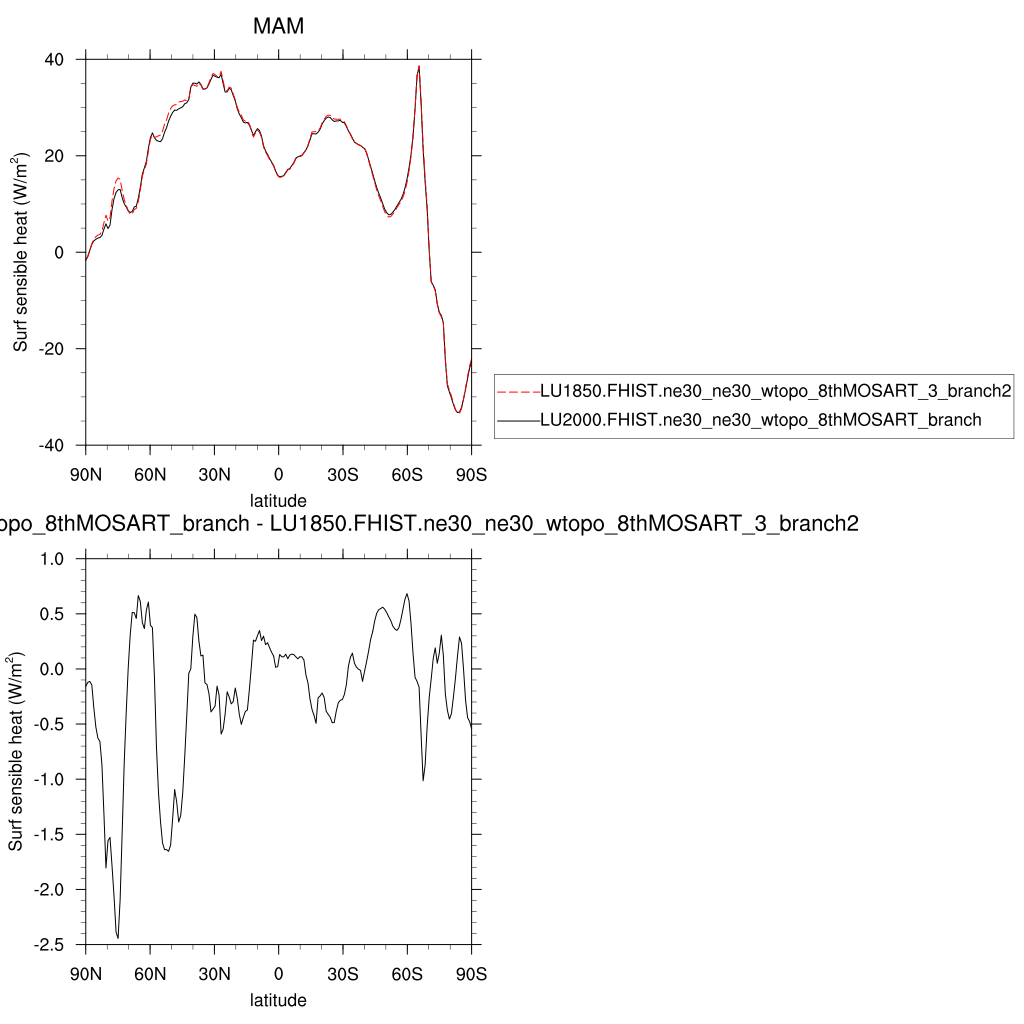 MAM
40
20
0
-20
-40
Surf sensible heat (W/m²)
90N 60N 30N 0 30S 60S 90S
latitude
LU1850.FHIST.ne30_ne30_wtopo_8thMOSART_3_branch2
LU2000.FHIST.ne30_ne30_wtopo_8thMOSART_branch
opo_8thMOSART_branch - LU1850.FHIST.ne30_ne30_wtopo_8thMOSART_3_branch2
1.0
0.5
0.0
-0.5
-1.0
-1.5
-2.0
-2.5
Surf sensible heat (W/m²)
90N 60N 30N 0 30S 60S 90S
latitude